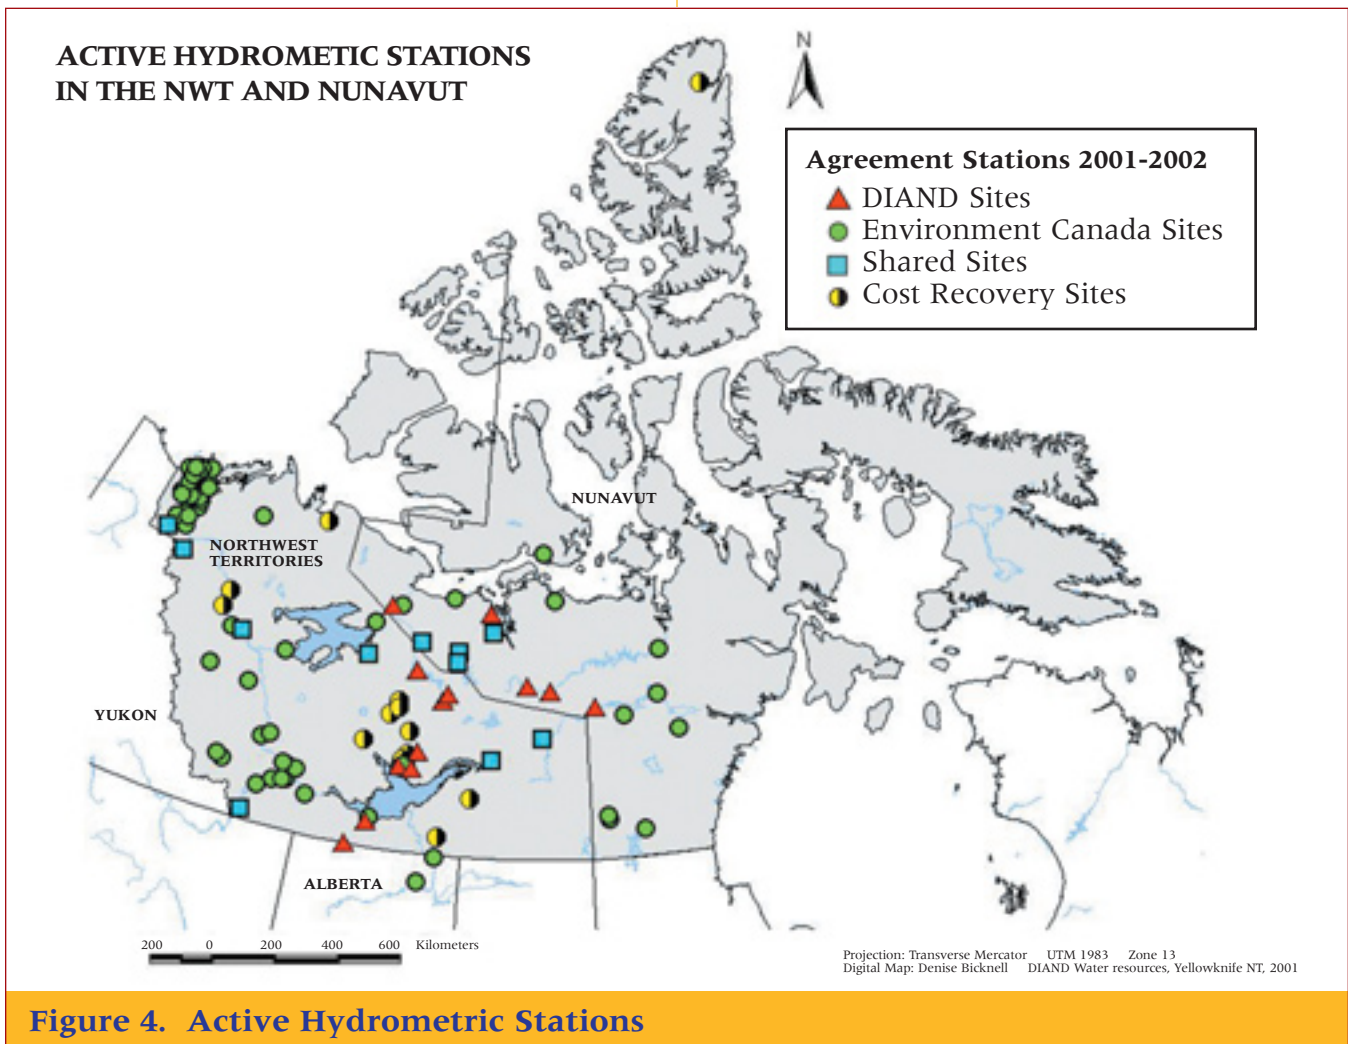 ACTIVE HYDROMETIC STATIONS
IN THE NWT AND NUNAVUT
N
Agreement Stations 2001-2002
DIAND Sites
Environment Canada Sites
Shared Sites
Cost Recovery Sites
NUNAVUT
NORTHWEST
TERRITORIES
YUKON
ALBERTA
200 0 200 400 600 Kilometers
Projection: Transverse Mercator UTM 1983 Zone 13
Digital Map: Denise Bicknell DIAND Water resources, Yellowknife NT, 2001
Figure 4. Active Hydrometric Stations